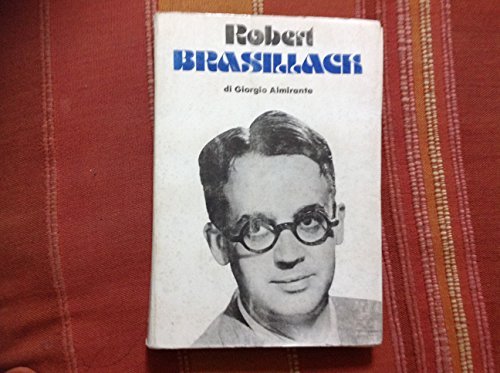 Robert
BRASILLACH
di Giorgio Almirante